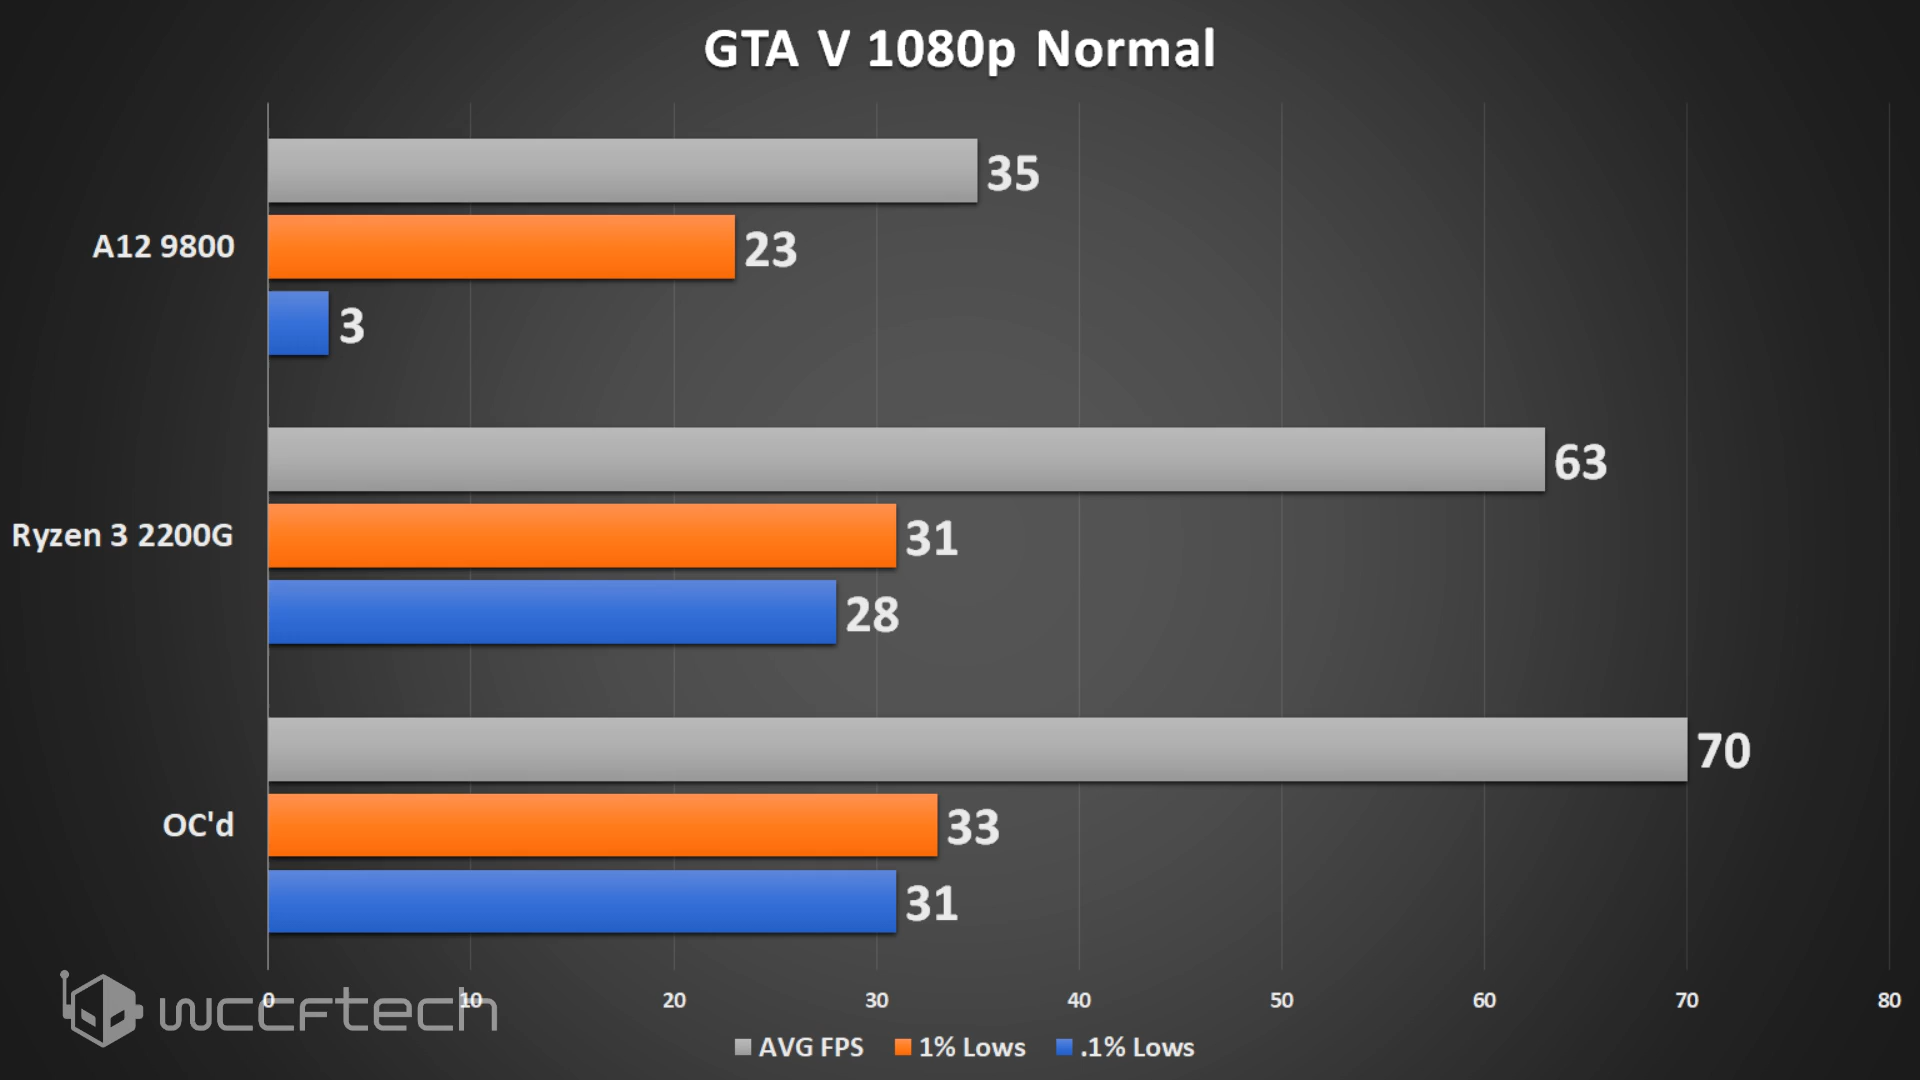 GTA V 1080p Normal
A12 9800
35
23
3
Ryzen 3 2200G
63
31
28
OC'd
70
33
31
0 10 20 30 40 50 60 70 80
wccftech
AVG FPS 1% Lows .1% Lows